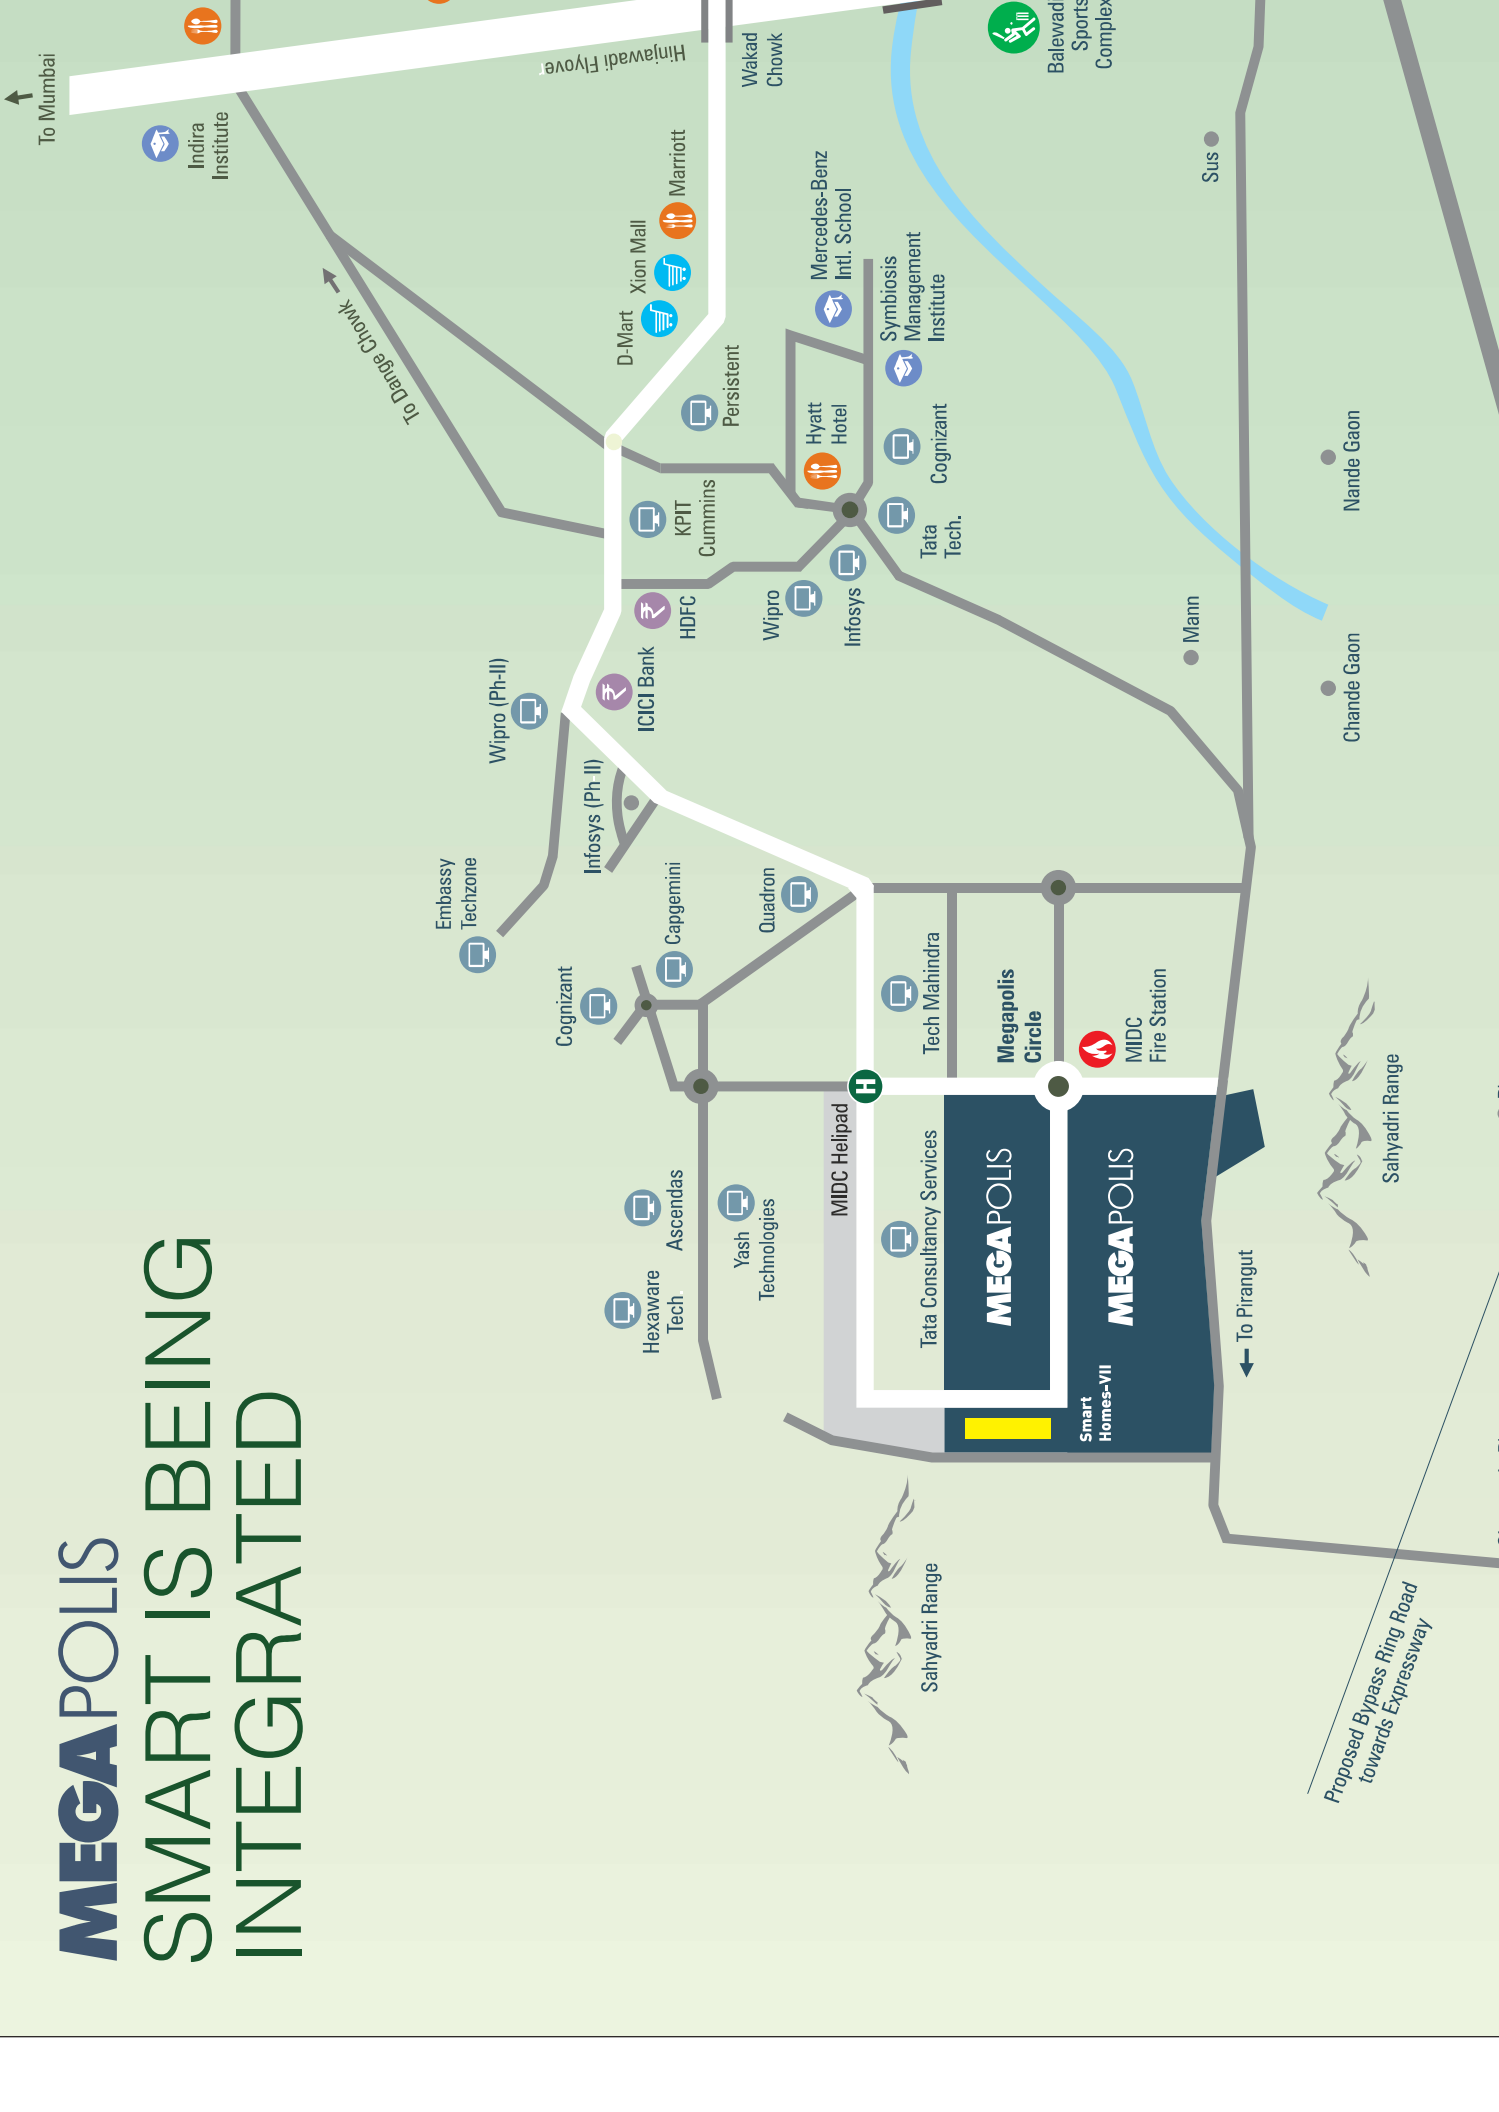 MEGAPOLIS
SMART IS BEING
INTEGRATED
To Mumbai
Indira
Institute
Hinjawadi Flyover
Wakad
Chowk
Balewadi
Sports
Complex
To Dange Chowk
D-Mart
Xion Mall
Marriott
Persistent
Mercedes-Benz
Intl. School
Symbiosis
Management
Institute
Hyatt
Hotel
Cognizant
Tata
Tech.
KPIT
Cummins
HDFC
Wipro
Infosys
Sus
Nande Gaon
Mann
Chande Gaon
Wipro (Ph-II)
ICICI Bank
Infosys (Ph-II)
Embassy
Techzone
Cognizant
Capgemini
Quadron
Tech Mahindra
Megapolis
Circle
MIDC
Fire Station
H
MIDC Helipad
Ascendas
Hexaware
Tech.
Yash
Technologies
Tata Consultancy Services
MEGAPOLIS
MEGAPOLIS
Smart
Homes-VII
To Pirangut
Sahyadri Range
Sahyadri Range
Proposed Bypass Ring Road
towards Expressway